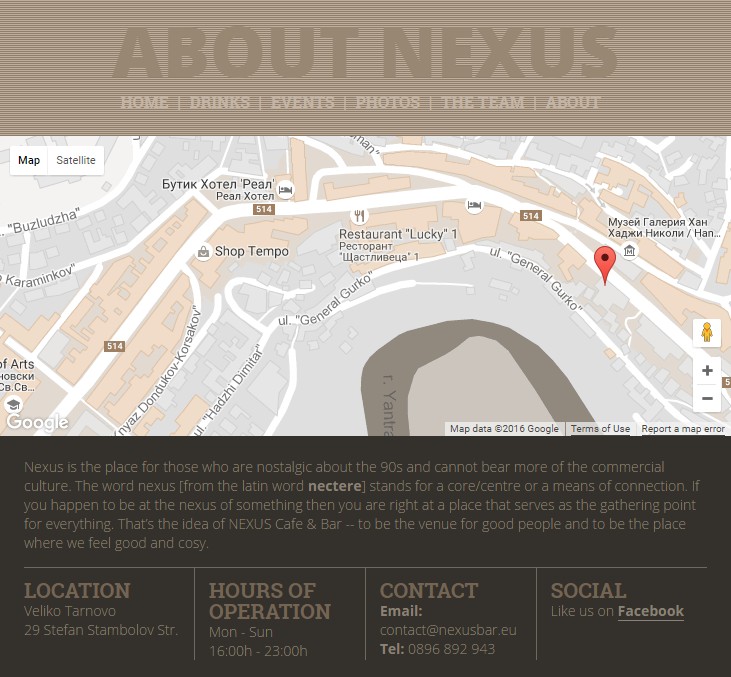 ABOUT NEXUS
HOME | DRINKS | EVENTS | PHOTOS | THE TEAM | ABOUT
Map Satellite
Бутик Хотел "Реал"
Реал Хотел
514
514
Музей Галерия Хан
Хаджи Николи / Han...
"Buzludzha"
Restaurant "Lucky" 1
Ресторант
"Щастливеца" 1
Shop Tempo
Karaminkov"
ul. "General Gurko"
ul. "General Gurko"
514
of Arts
новски
Св.Св...
nyaz Dondukov-Korsakov"
ul. "Hadzhi Dimitar"
г. Yantra
5
Google
Map data ©2016 Google
Terms of Use
Report a map error
Nexus is the place for those who are nostalgic about the 90s and cannot bear more of the commercial
culture. The word nexus [from the latin word nectere] stands for a core/centre or a means of connection. If
you happen to be at the nexus of something then you are right at a place that serves as the gathering point
for everything. That's the idea of NEXUS Cafe & Bar -- to be the venue for good people and to be the place
where we feel good and cosy.
LOCATION
Veliko Tarnovo
29 Stefan Stambolov Str.
HOURS OF
OPERATION
Mon - Sun
16:00h - 23:00h
CONTACT
Email:
contact@nexusbar.eu
Tel: 0896 892 943
SOCIAL
Like us on Facebook